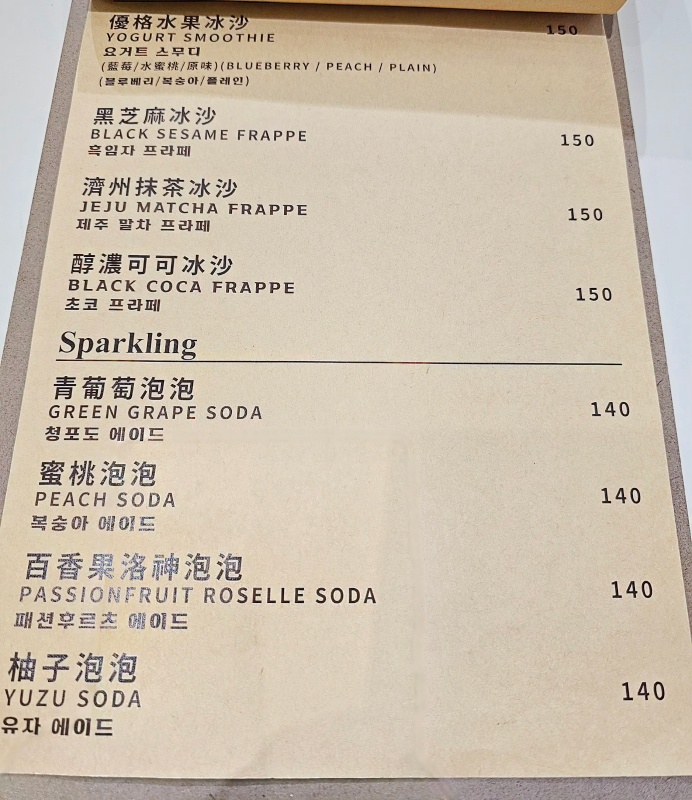 優格水果冰沙 150
YOGURT SMOOTHIE
요거트 스무디
(藍莓/水蜜桃/原味)(BLUEBERRY / PEACH / PLAIN)
(블루베리/복숭아/플레인)
黑芝麻冰沙
BLACK SESAME FRAPPE 150
흑임자 프라페
濟州抹茶冰沙
JEJU MATCHA FRAPPE 150
제주 말차 프라페
醇濃可可冰沙
BLACK COCA FRAPPE 150
초코 프라페
Sparkling
青葡萄泡泡
GREEN GRAPE SODA 140
청포도 에이드
蜜桃泡泡
PEACH SODA 140
복숭아 에이드
百香果洛神泡泡
PASSIONFRUIT ROSELLE SODA 140
패션후르츠 에이드
柚子泡泡
YUZU SODA 140
유자 에이드